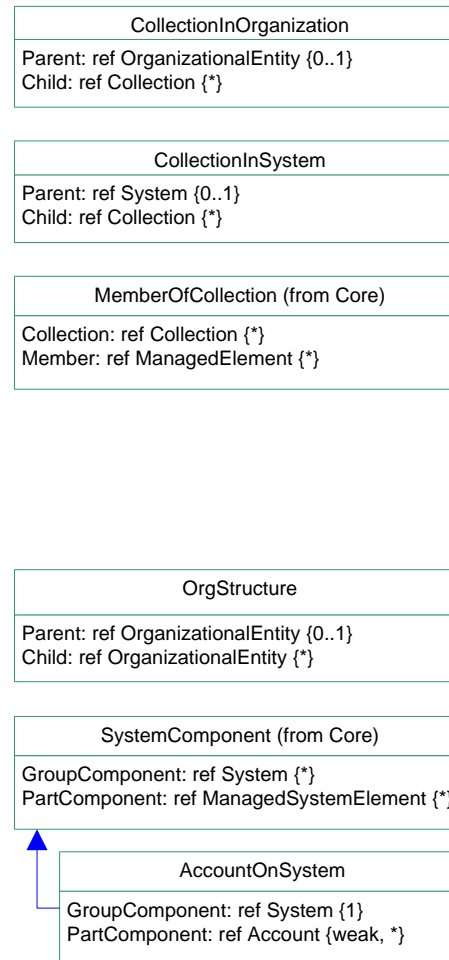 CollectionInOrganization
Parent: ref OrganizationalEntity {0..1}
Child: ref Collection {*}
CollectionInSystem
Parent: ref System {0..1}
Child: ref Collection {*}
MemberOfCollection (from Core)
Collection: ref Collection {*}
Member: ref ManagedElement {*}
OrgStructure
Parent: ref OrganizationalEntity {0..1}
Child: ref OrganizationalEntity {*}
SystemComponent (from Core)
GroupComponent: ref System {*}
PartComponent: ref ManagedSystemElement {*}
AccountOnSystem
GroupComponent: ref System {1}
PartComponent: ref Account {weak, *}